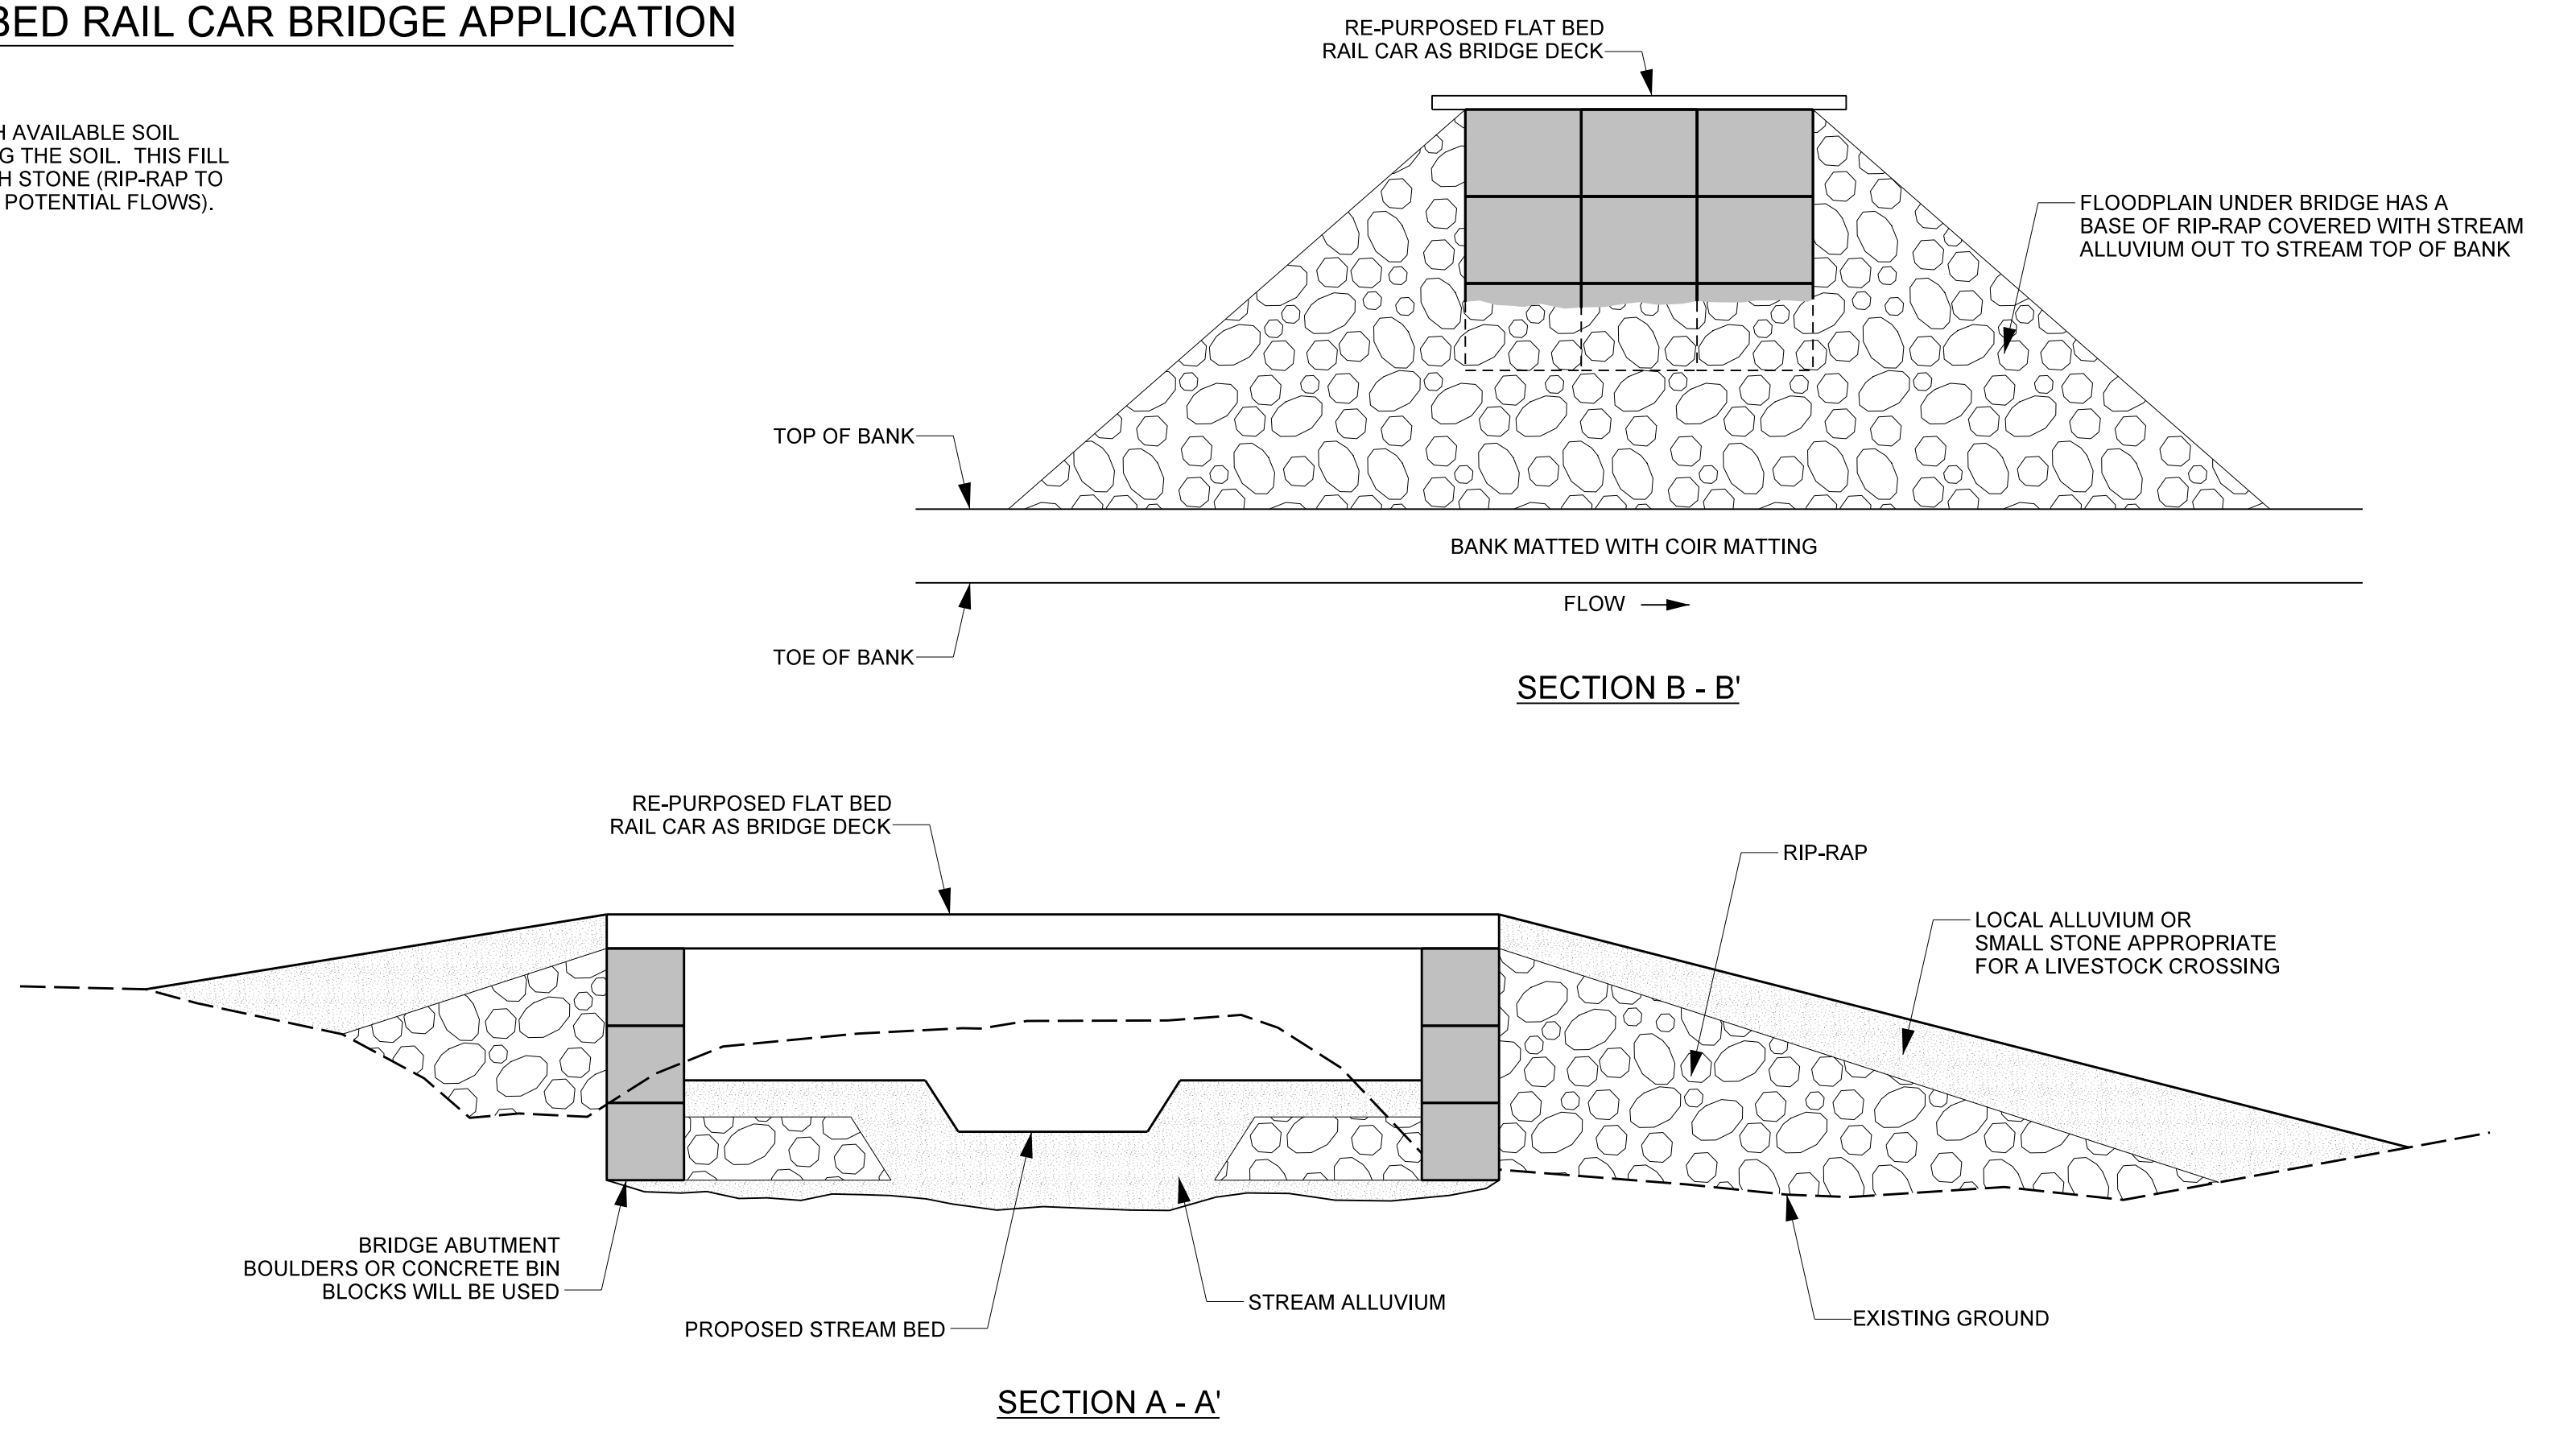 BED RAIL CAR BRIDGE APPLICATION
H AVAILABLE SOIL
G THE SOIL. THIS FILL
H STONE (RIP-RAP TO
POTENTIAL FLOWS).
RE-PURPOSED FLAT BED
RAIL CAR AS BRIDGE DECK
FLOODPLAIN UNDER BRIDGE HAS A
BASE OF RIP-RAP COVERED WITH STREAM
ALLUVIUM OUT TO STREAM TOP OF BANK
TOP OF BANK
BANK MATTED WITH COIR MATTING
FLOW
TOE OF BANK
SECTION B - B'
RE-PURPOSED FLAT BED
RAIL CAR AS BRIDGE DECK
RIP-RAP
LOCAL ALLUVIUM OR
SMALL STONE APPROPRIATE
FOR A LIVESTOCK CROSSING
BRIDGE ABUTMENT
BOULDERS OR CONCRETE BIN
BLOCKS WILL BE USED
PROPOSED STREAM BED
STREAM ALLUVIUM
EXISTING GROUND
SECTION A - A'